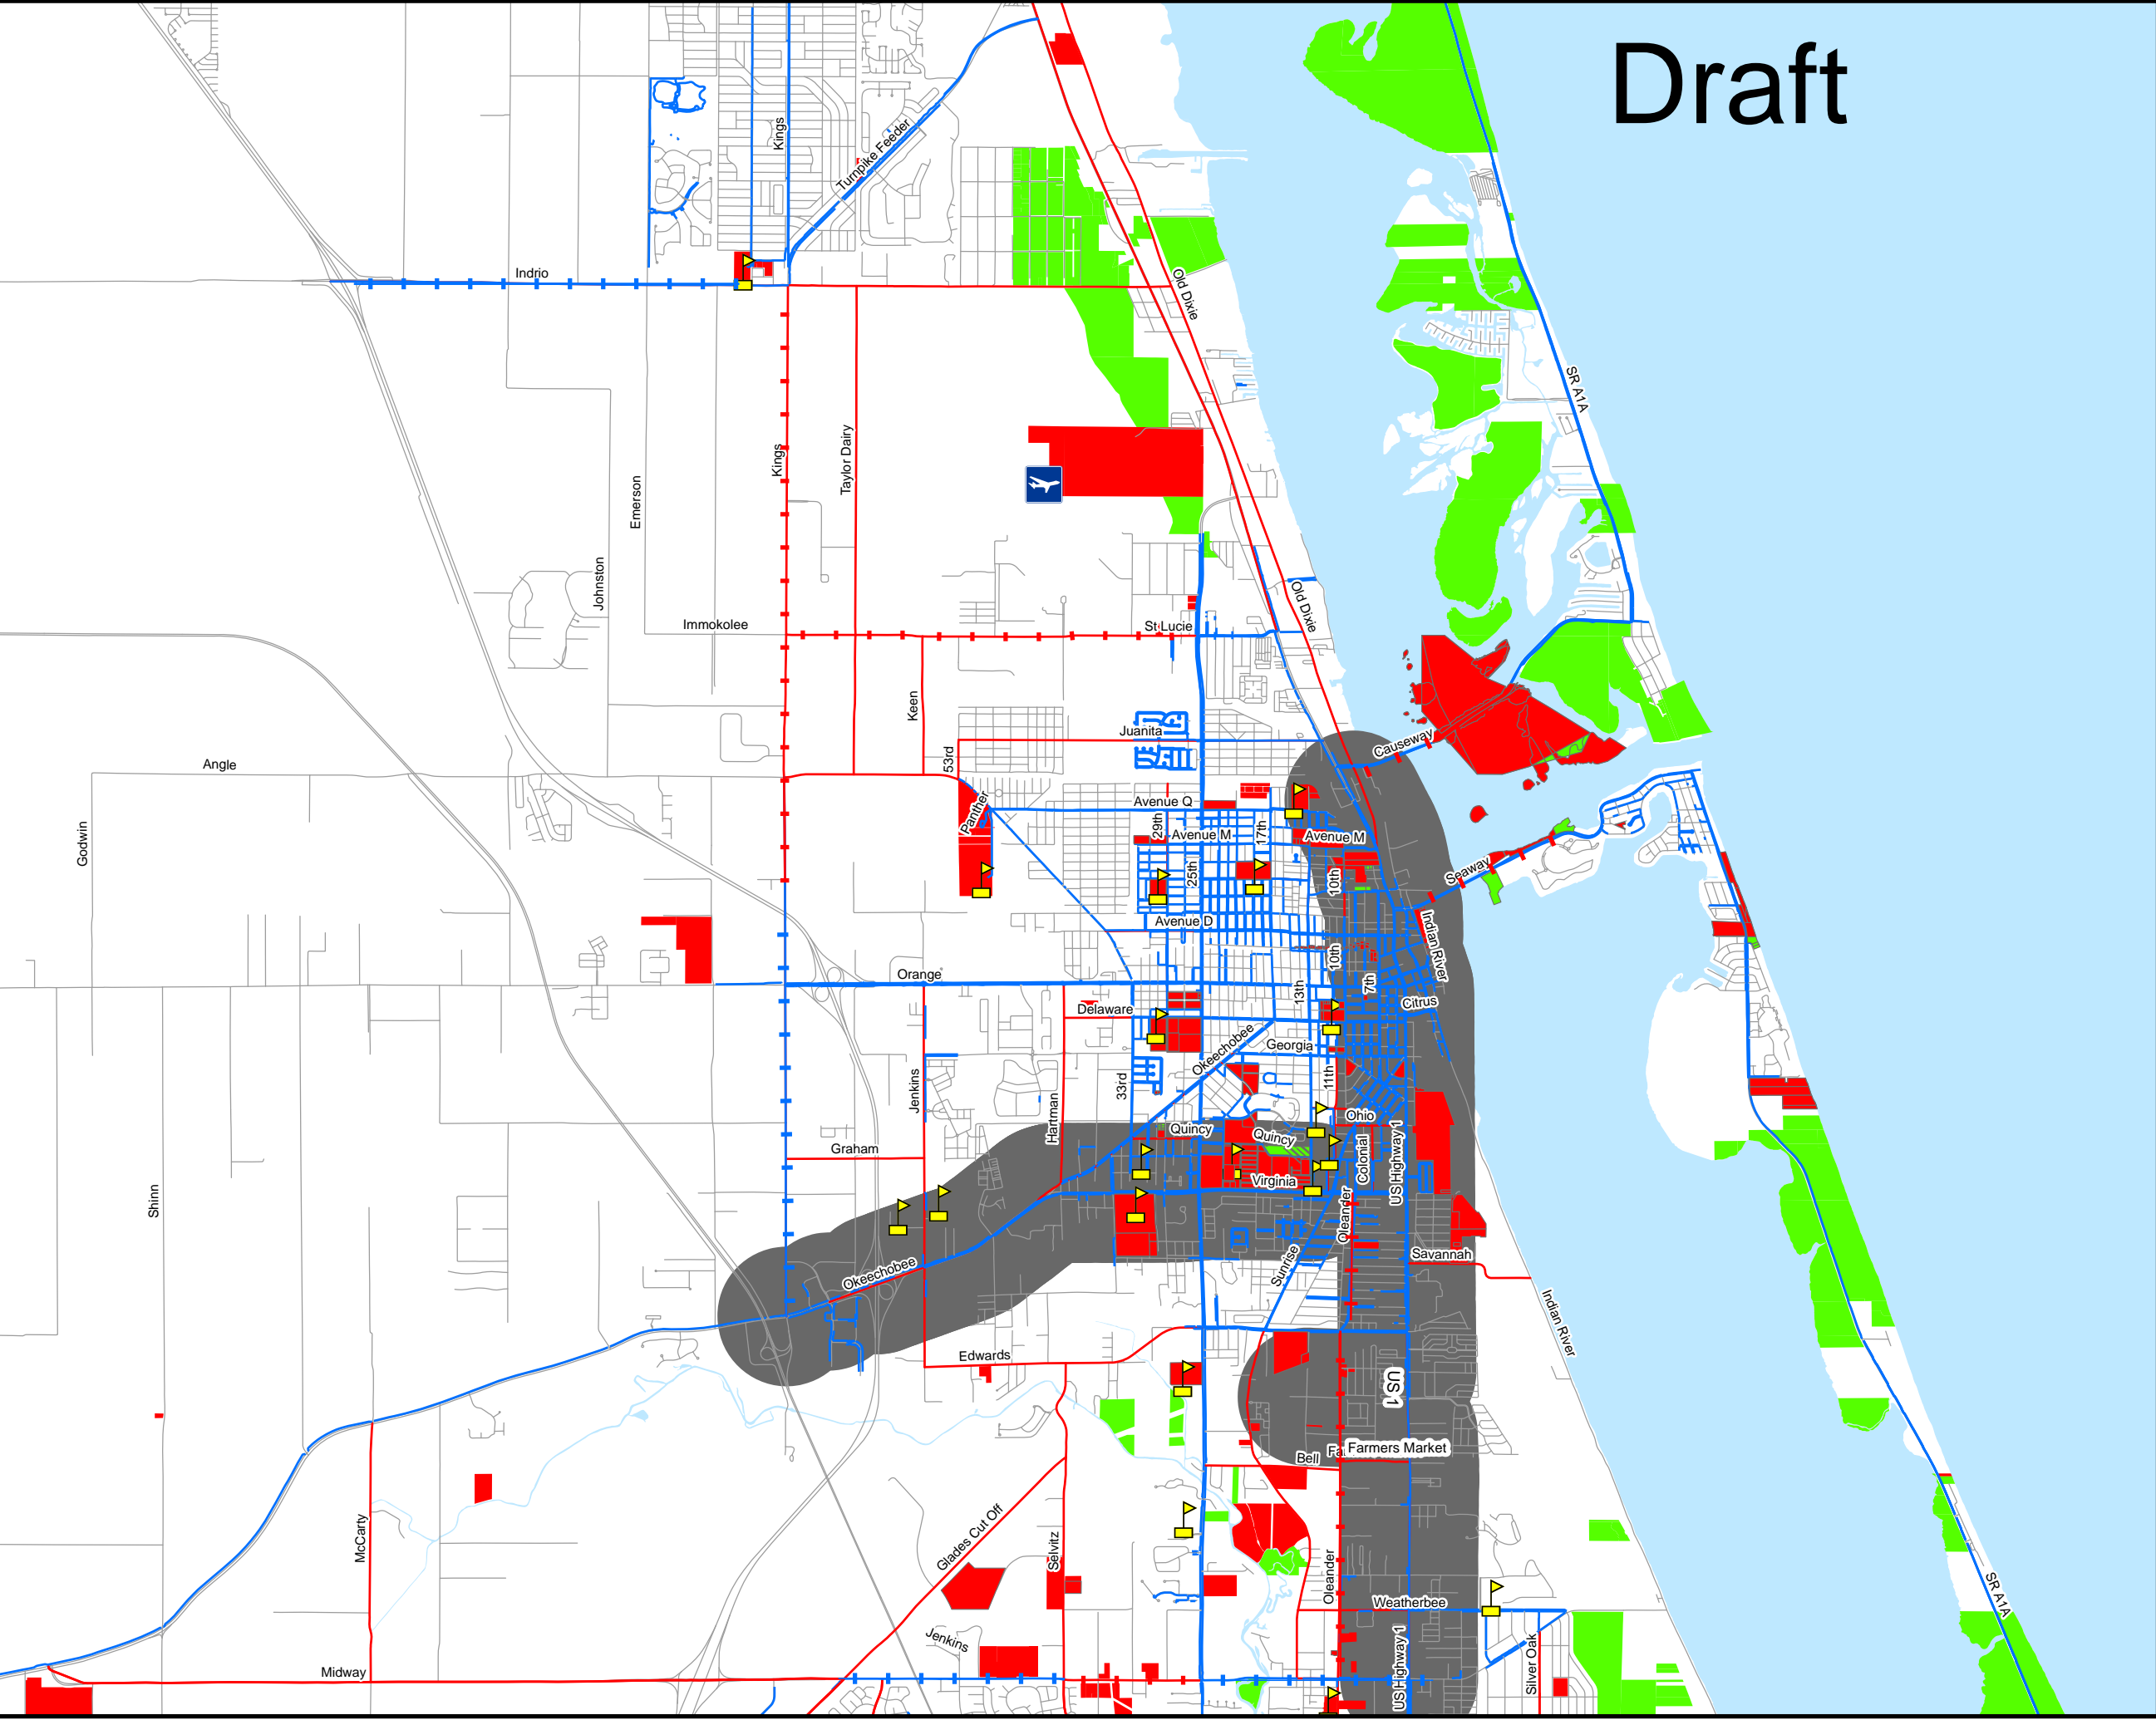 Draft
Kings
Turnpike Feeder
Indrio
Old Dixie
SR A1A
Kings
Taylor Dairy
Emerson
Johnston
Old Dixie
Immokolee
St Lucie
Keen
Juanita
Causeway
53rd
Angle
Panther
Avenue Q
29th
Avenue M
17th
Avenue M
Godwin
25th
10th
Seaway
Avenue D
Indian River
10th
Orange
7th
13th
Delaware
Citrus
Okeechobee
Georgia
Jenkins
33rd
11th
Hartman
Ohio
Quincy
Quincy
Colonial
US Highway 1
Graham
Virginia
Shinn
Oleander
Okeechobee
Sunrise
Savannah
Indian River
Edwards
US 1
Bell
Farmers Market
McCarty
Glades Cut Off
Selvitz
Oleander
Weatherbee
SR A1A
Jenkins
Silver Oak
US Highway 1
Midway